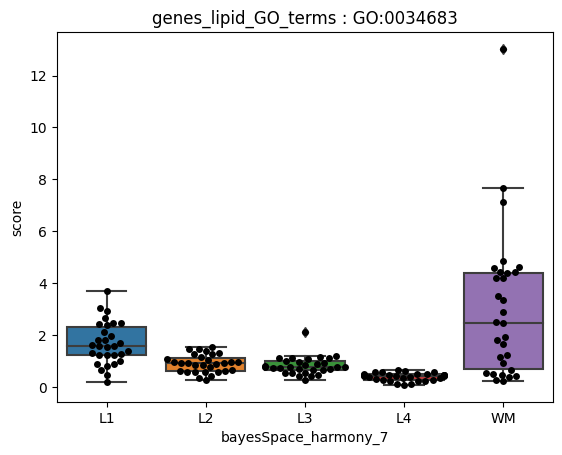 genes_lipid_GO_terms : GO:0034683
score
12
10
8
6
4
2
0
L1 L2 L3 L4 WM
bayesSpace_harmony_7